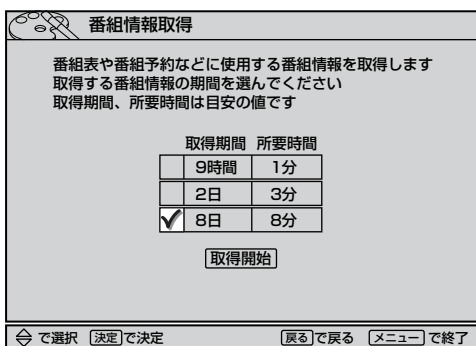 番組情報取得
番組表や番組予約などに使用する番組情報を取得します
取得する番組情報の期間を選んでください
取得期間、所要時間は目安の値です
取得期間 所要時間
9時間 1分
2日 3分
8日 8分
取得開始
で選択 決定で決定 戻るで戻る メニューで終了